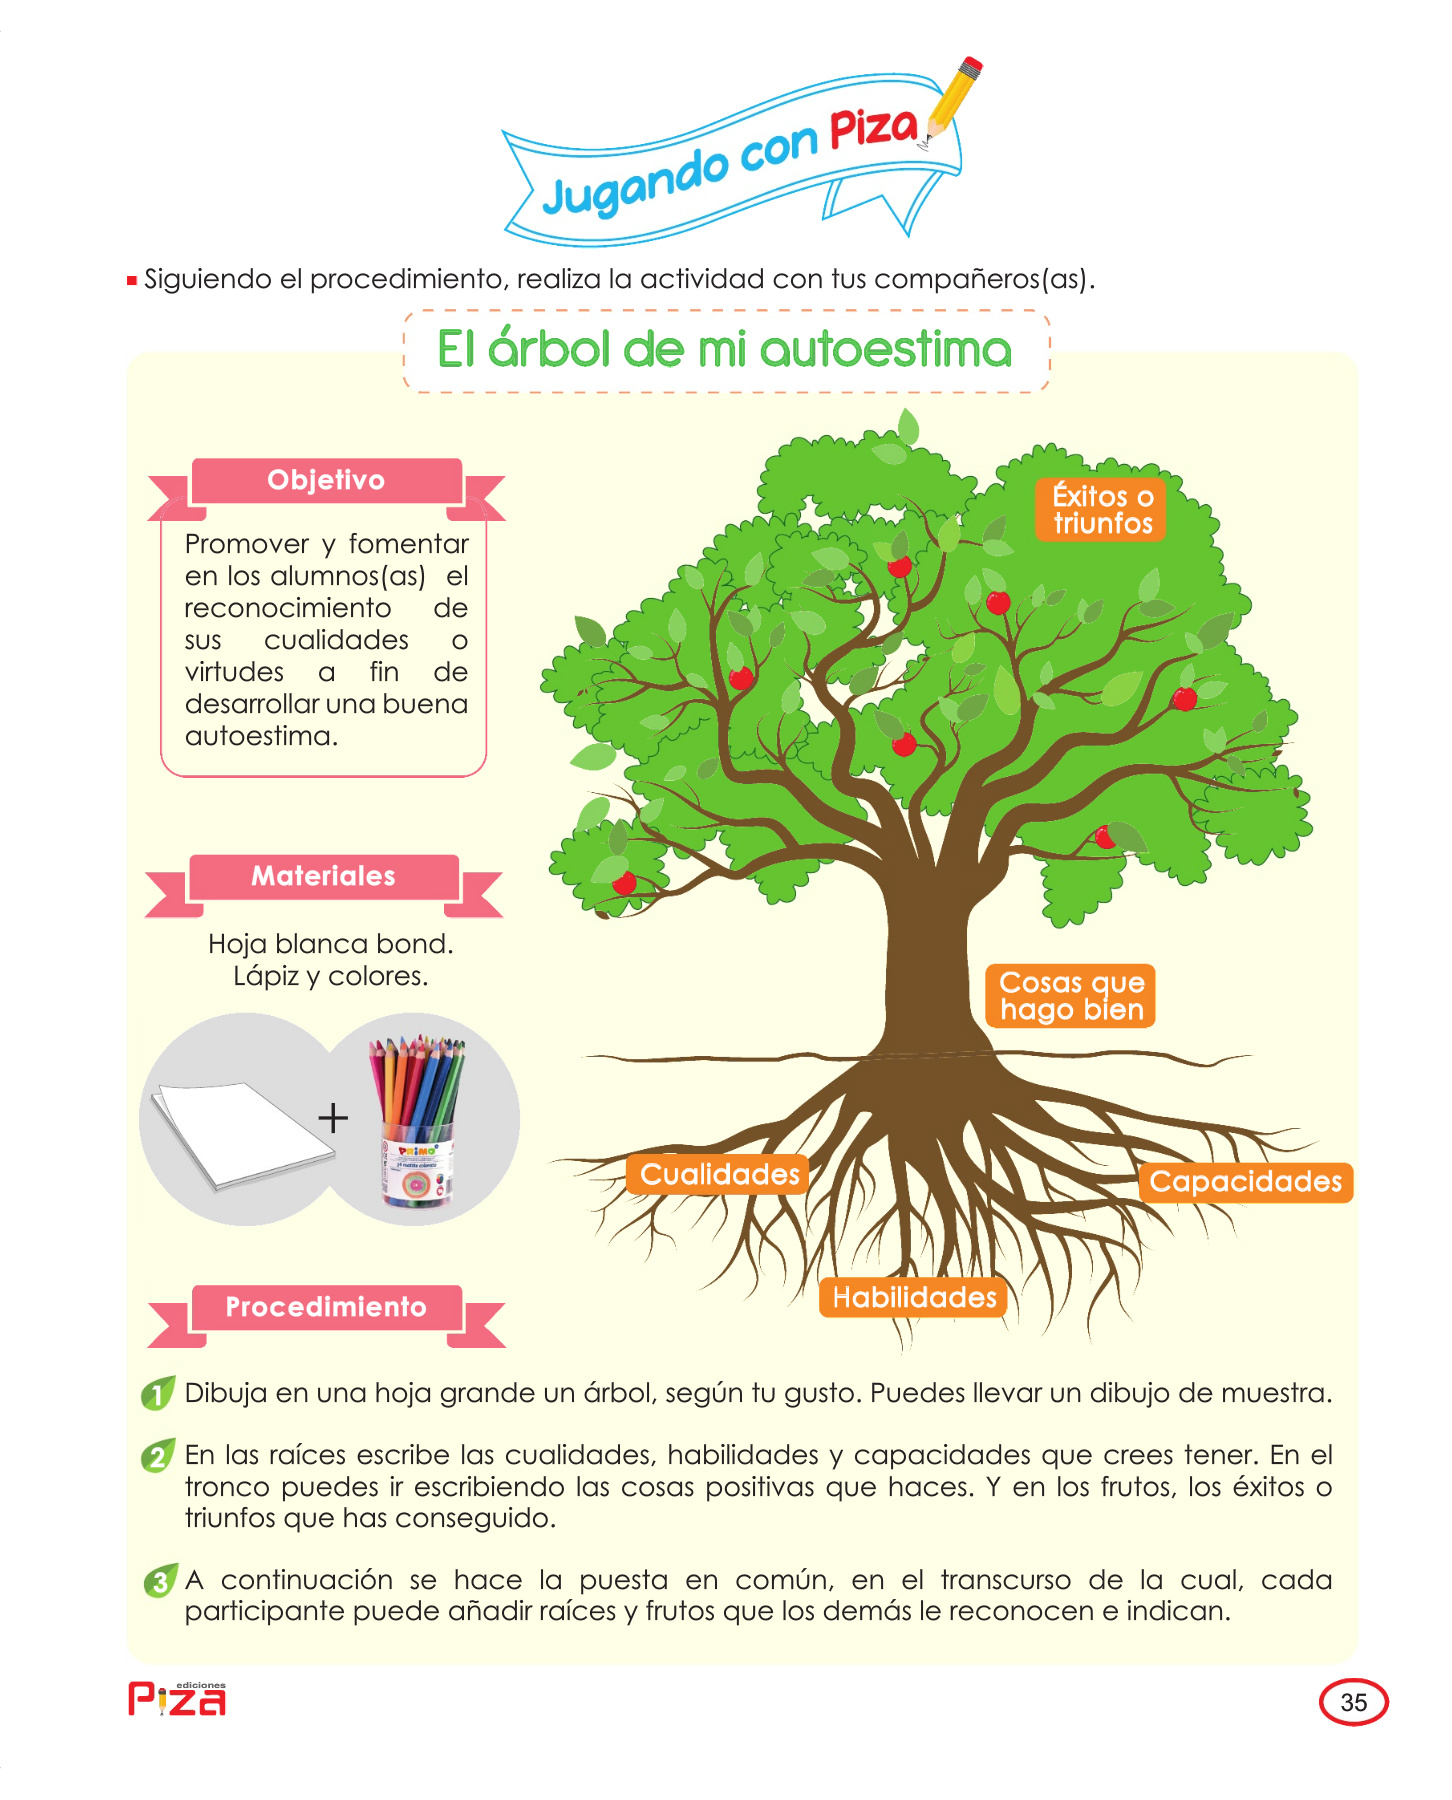 Jugando con Piza
Siguiendo el procedimiento, realiza la actividad con tus compañeros(as).
El árbol de mi autoestima
Objetivo
Promover y fomentar
en los alumnos(as) el
reconocimiento de
sus cualidades o
virtudes a fin de
desarrollar una buena
autoestima.
Materiales
Hoja blanca bond.
Lápiz y colores.
+
PRIMO
Éxitos o
triunfos
Cosas que
hago bien
Cualidades
Capacidades
Habilidades
Procedimiento
1 Dibuja en una hoja grande un árbol, según tu gusto. Puedes llevar un dibujo de muestra.
2 En las raíces escribe las cualidades, habilidades y capacidades que crees tener. En el
tronco puedes ir escribiendo las cosas positivas que haces. Y en los frutos, los éxitos o
triunfos que has conseguido.
3 A continuación se hace la puesta en común, en el transcurso de la cual, cada
participante puede añadir raíces y frutos que los demás le reconocen e indican.
ediciones
Piza
35